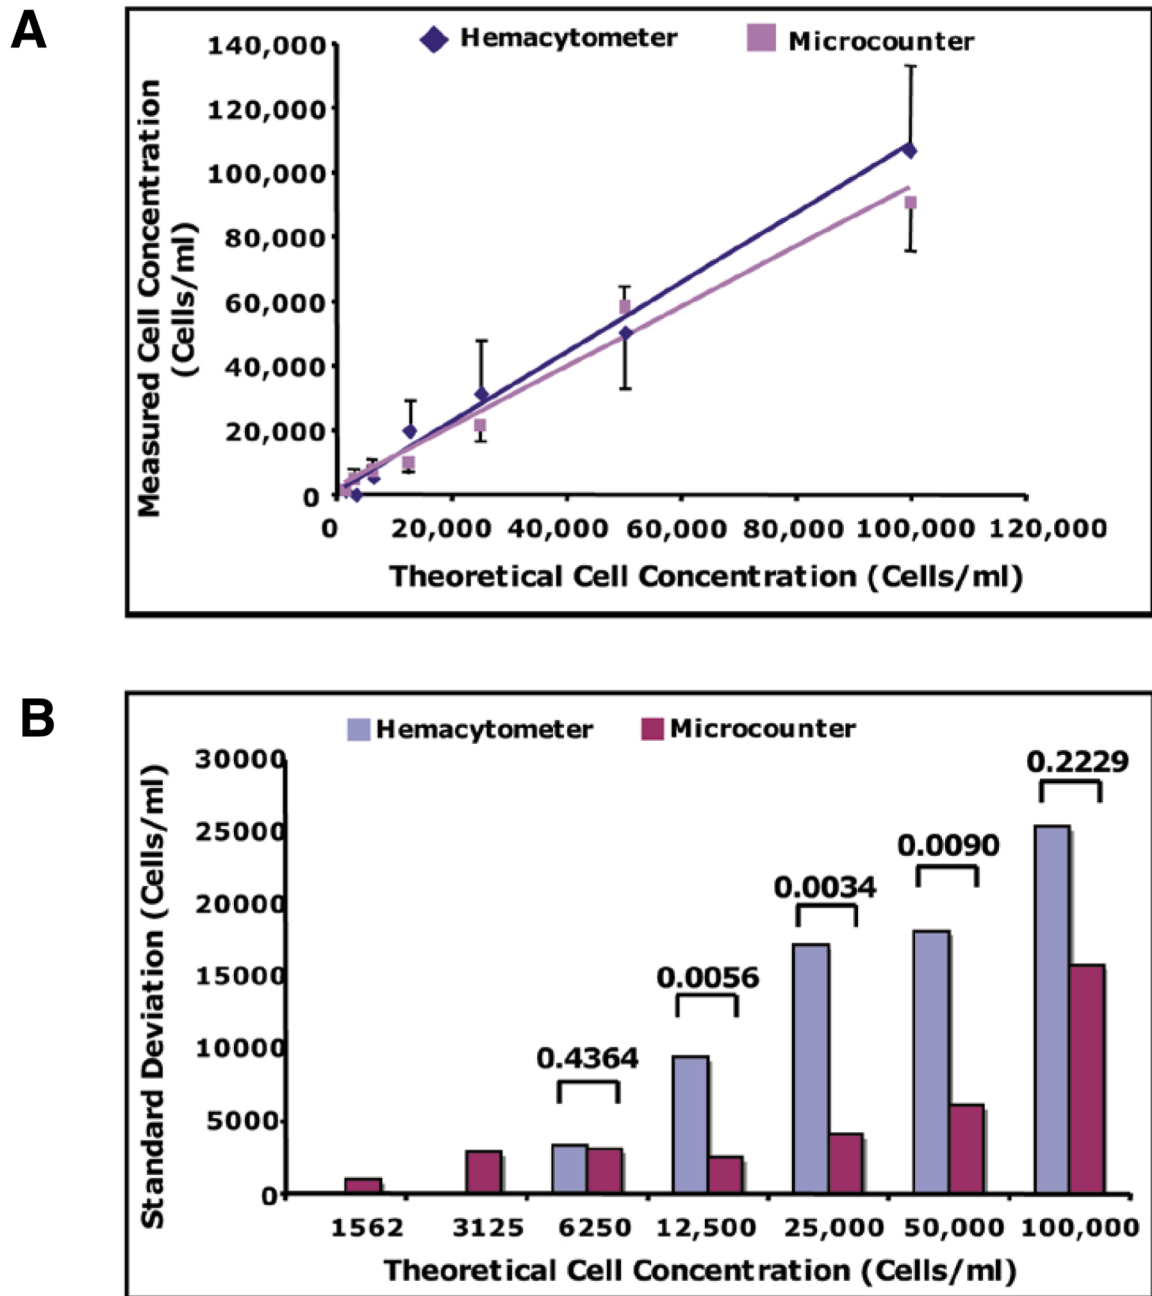 A
Hemacytometer Microcounter
140,000
120,000
100,000
80,000
60,000
40,000
20,000
0
Measured Cell Concentration
(Cells/ml)
0 20,000 40,000 60,000 80,000 100,000 120,000
Theoretical Cell Concentration (Cells/ml)
B
Hemacytometer Microcounter
30000
25000
20000
15000
10000
5000
0
Standard Deviation (Cells/ml)
0.4364
0.0056
0.0034
0.0090
0.2229
1562 3125 6250 12,500 25,000 50,000 100,000
Theoretical Cell Concentration (Cells/ml)